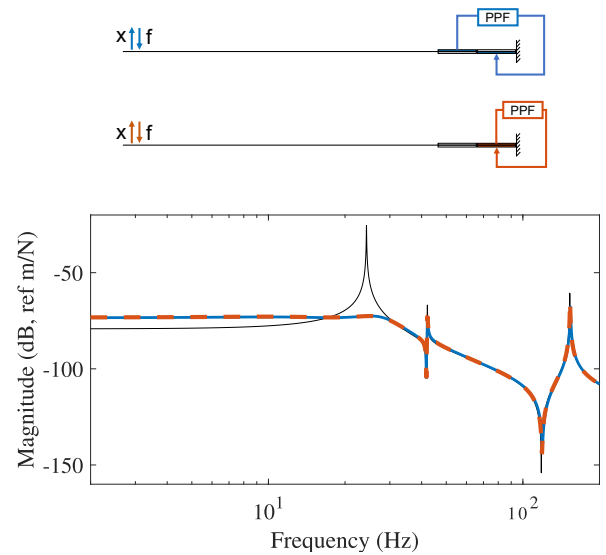 PPF
x f
PPF
x f
-50
-100
-150
Magnitude (dB, ref m/N)
10¹ 10²
Frequency (Hz)